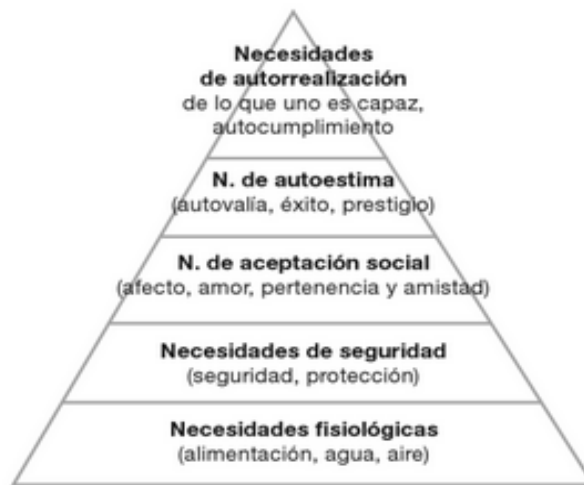 Necesidades
de autorrealización
de lo que uno es capaz,
autocumplimiento
N. de autoestima
(autovalía, éxito, prestigio)
N. de aceptación social
(afecto, amor, pertenencia y amistad)
Necesidades de seguridad
(seguridad, protección)
Necesidades fisiológicas
(alimentación, agua, aire)